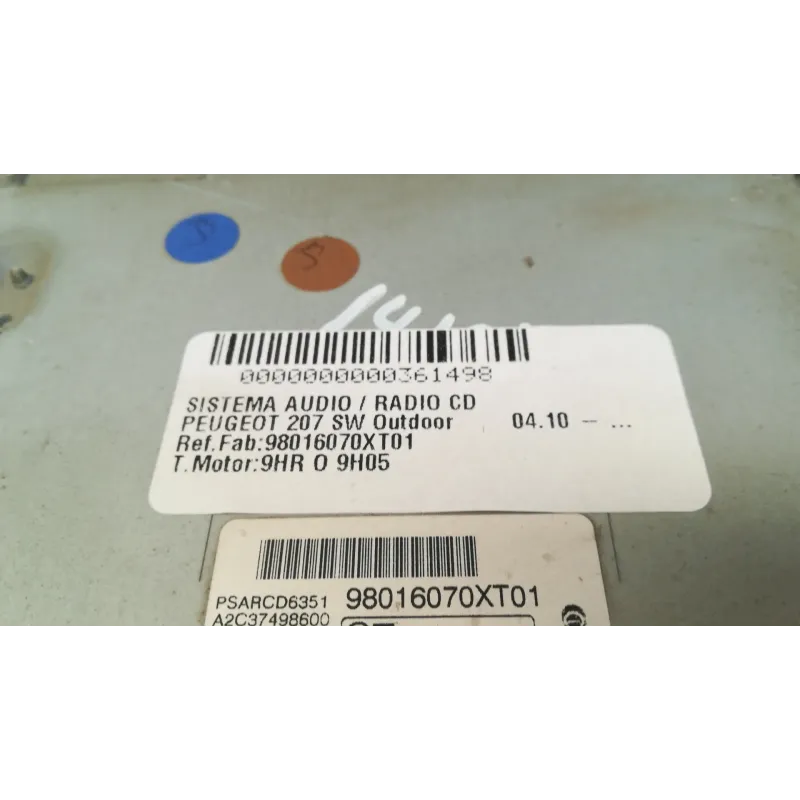 0000000000361498
SISTEMA AUDIO / RADIO CD
PEUGEOT 207 SW Outdoor 04.10 - ...
Ref.Fab:98016070XT01
T.Motor:9HR O 9H05
PSARCD6351 98016070XT01
A2C37498600